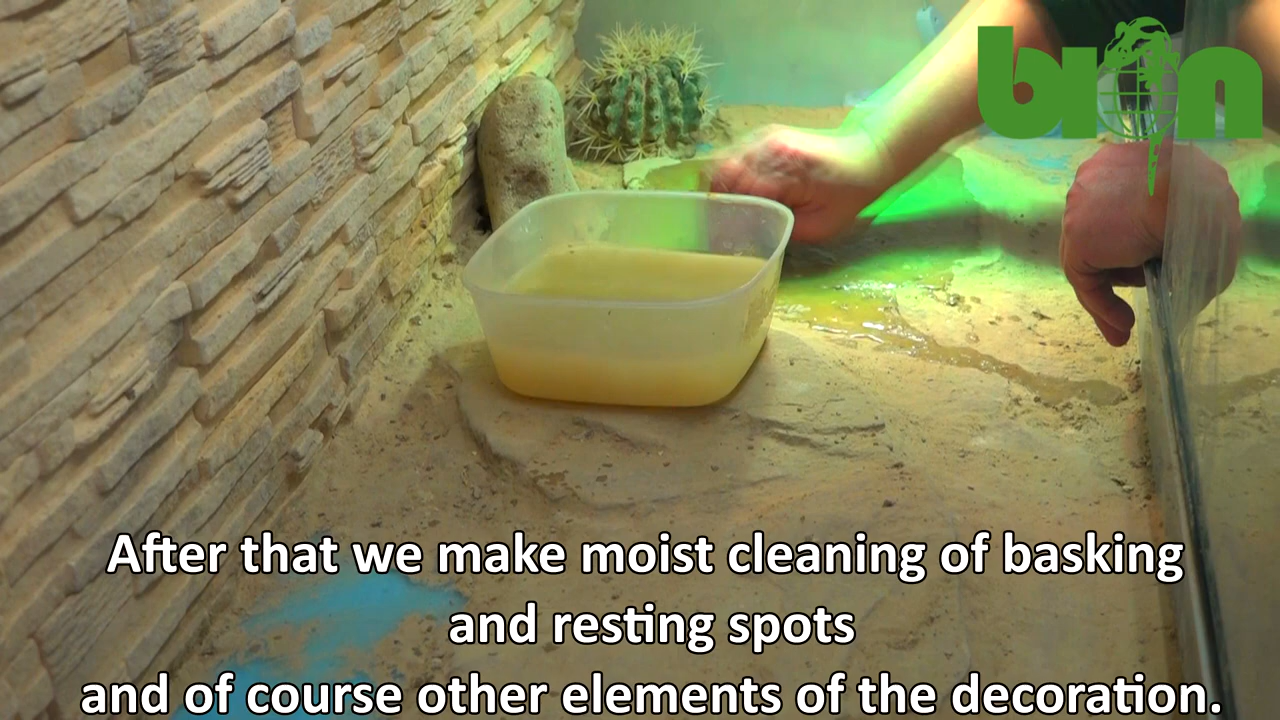 bion
After that we make moist cleaning of basking
and resting spots
and of course other elements of the decoration.